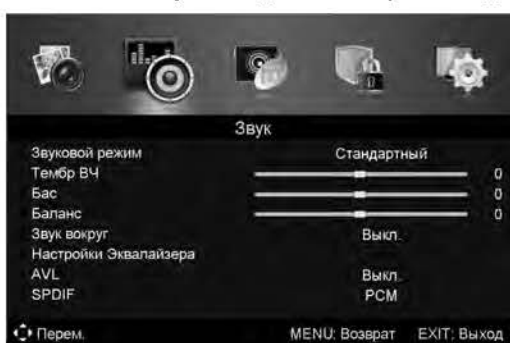 Звук
Звуковой режим Стандартный
Тембр ВЧ 0
Бас 0
Баланс 0
Звук вокруг Выкл.
Настройки Эквалайзера
AVL Выкл.
SPDIF PCM
Перем. MENU: Возврат EXIT: Выход